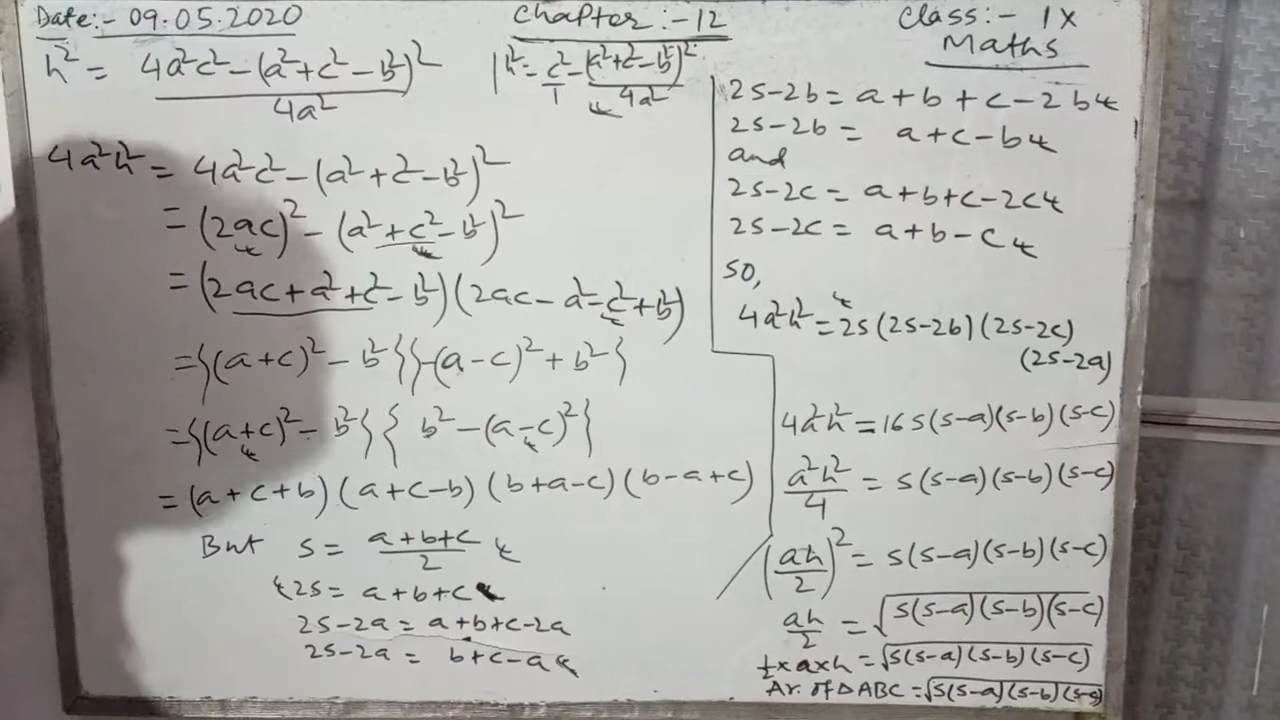 Date:- 09.05.2020
Chapter :-12
Class:- IX
Maths
h² = 4a²c²-(a²+c²-b²)² / 4a²
h² = c²/1 - (a²+c²-b²)² / 4a²
4a²h² = 4a²c²-(a²+c²-b²)²
= (2ac)² - (a²+c²-b²)²
= (2ac+a²+c²-b²)(2ac-a²-c²+b²)
={(a+c)²-b²}{-(a-c)²+b²}
={(a+c)²-b²}{b²-(a-c)²}
= (a+c+b)(a+c-b)(b+a-c)(b-a+c)
But s = a+b+c / 2
2s = a+b+c
2s-2a = a+b+c-2a
2s-2a = b+c-a
2s-2b = a+b+c-2b
2s-2b = a+c-b
and
2s-2c = a+b+c-2c
2s-2c = a+b-c
so,
4a²h² = 2s(2s-2b)(2s-2c)
(2s-2a)
4a²h² = 16s(s-a)(s-b)(s-c)
a²h²/4 = s(s-a)(s-b)(s-c)
(ah/2)² = s(s-a)(s-b)(s-c)
ah/2 = √s(s-a)(s-b)(s-c)
½×a×h = √s(s-a)(s-b)(s-c)
Ar. of △ABC = √s(s-a)(s-b)(s-c)